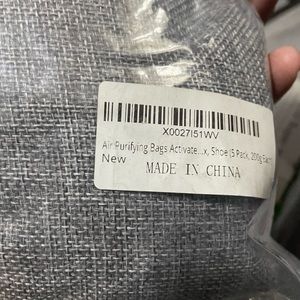 X0027I51WV
Air Purifying Bags Activate...x, Shoe (5 Pack, 200g Each
New
MADE IN CHINA